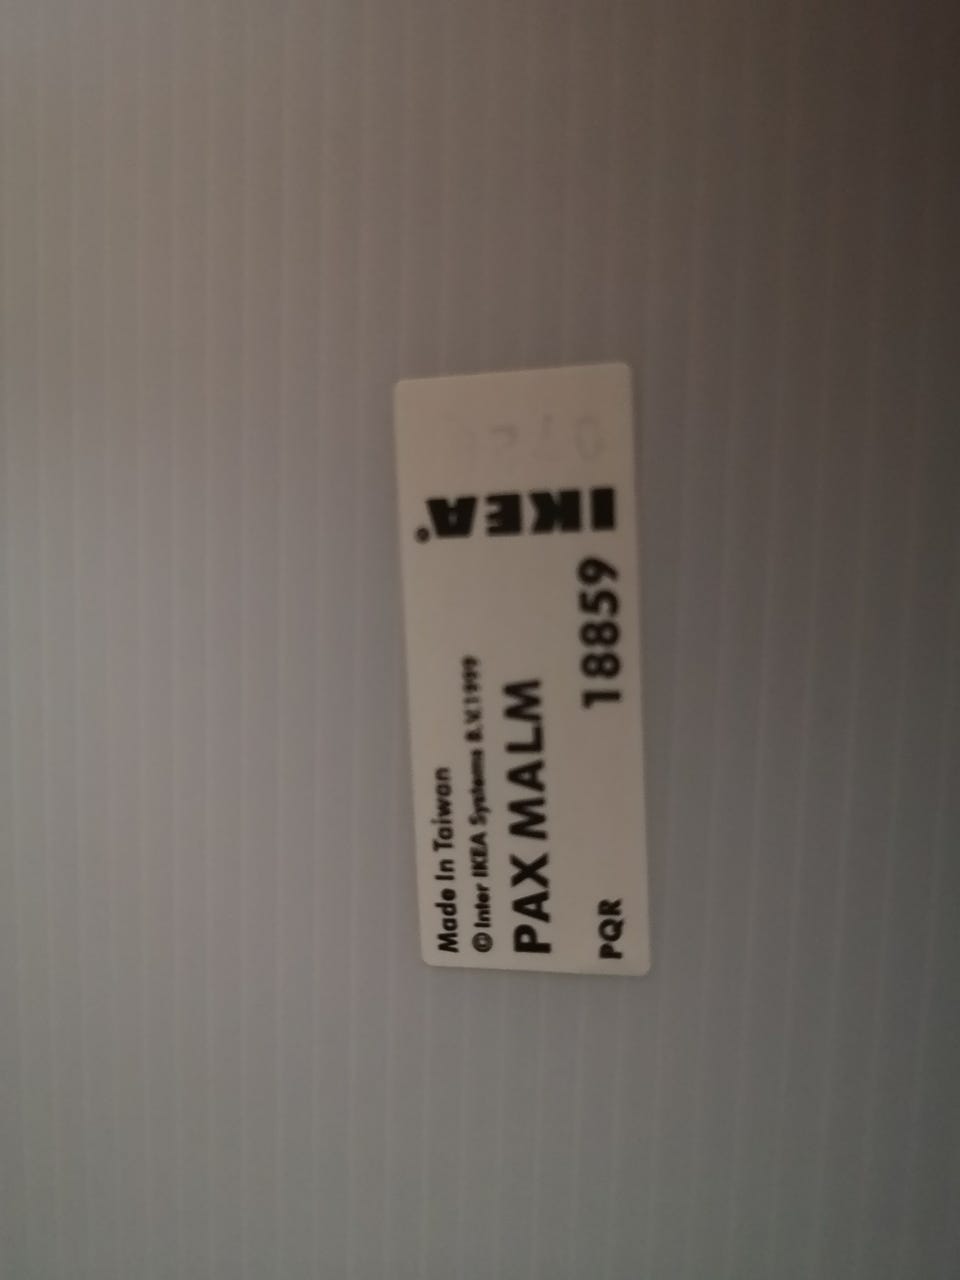 Made In Taiwan
© Inter IKEA Systems B.V.1999
PAX MALM
PQR 18859
IKEA®